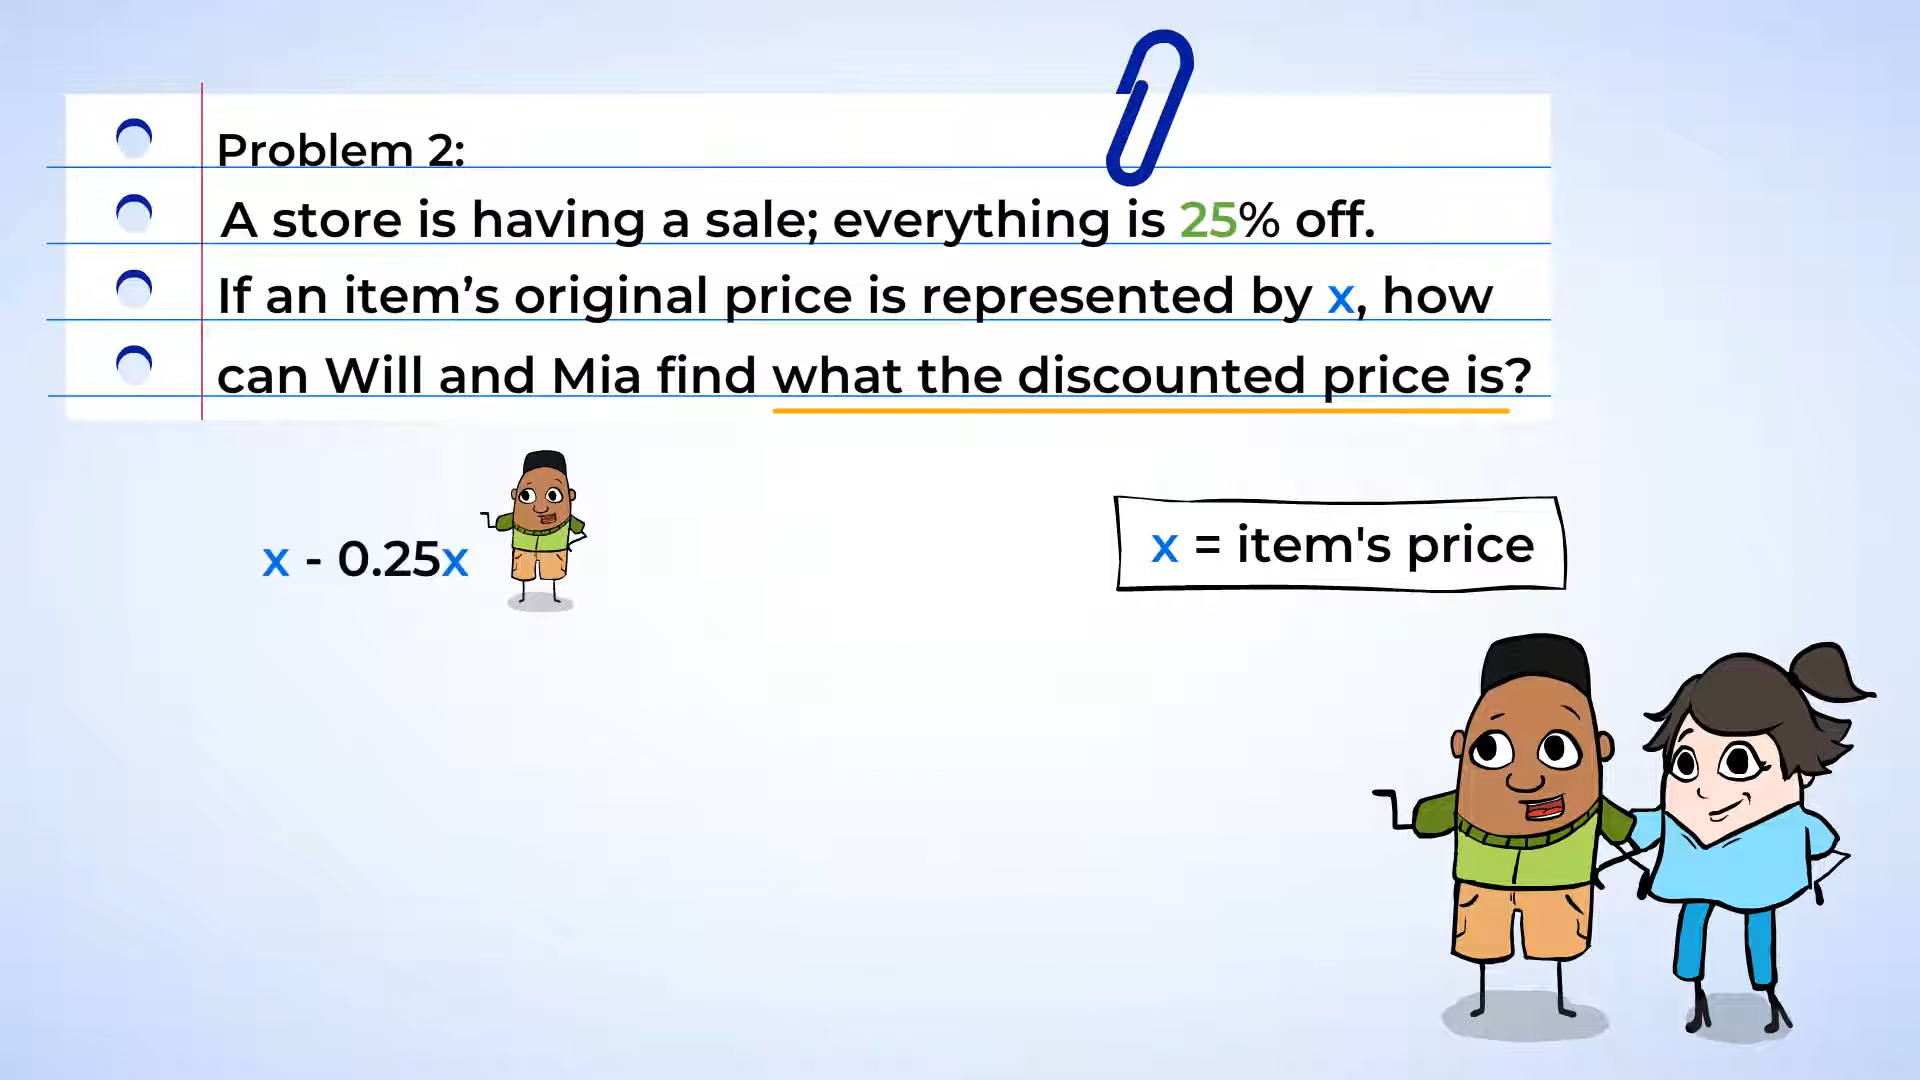 Problem 2:
A store is having a sale; everything is 25% off.
If an item’s original price is represented by x, how
can Will and Mia find what the discounted price is?
x - 0.25x
x = item's price